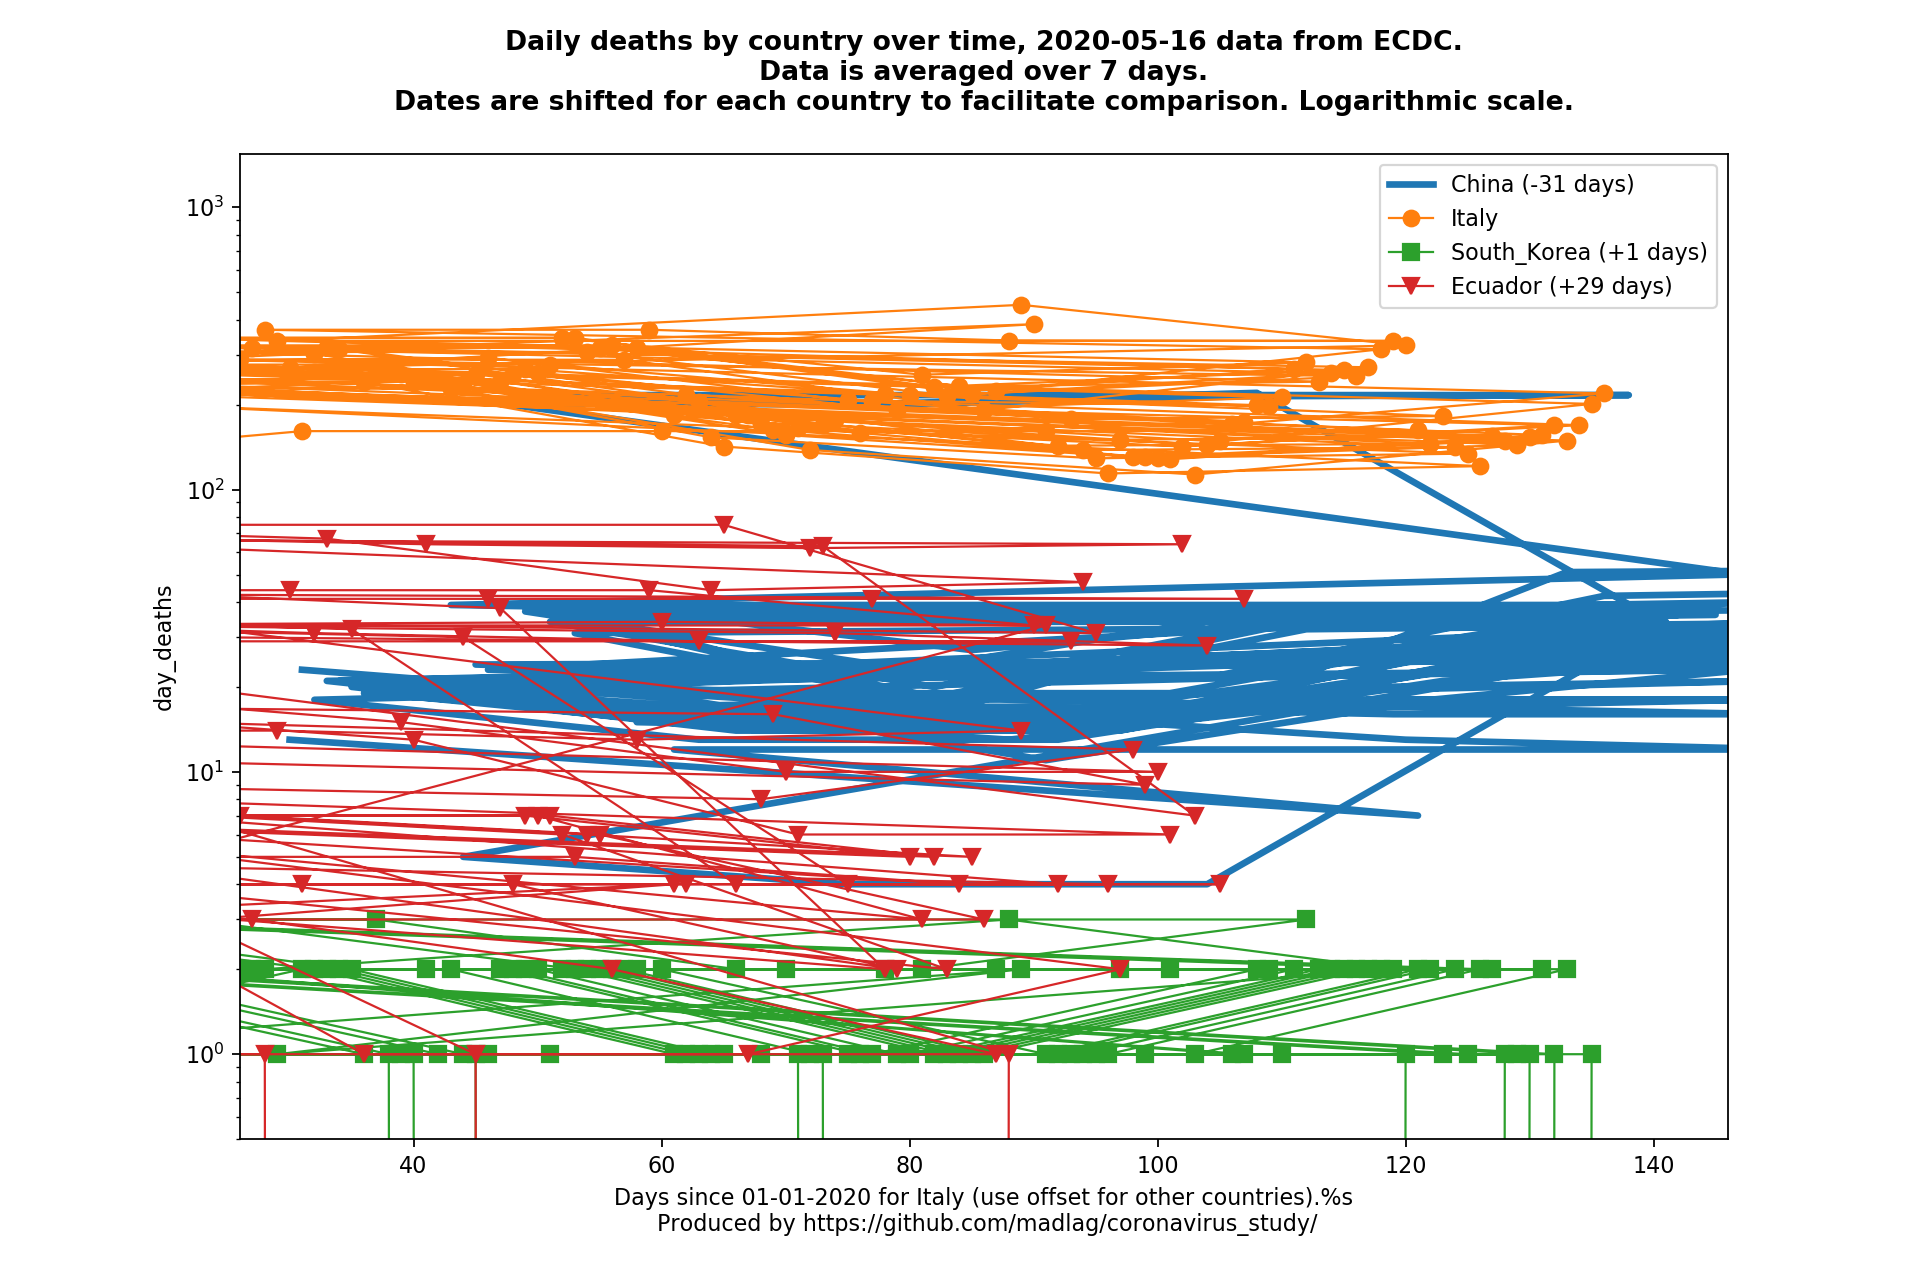 Daily deaths by country over time, 2020-05-16 data from ECDC.
Data is averaged over 7 days.
Dates are shifted for each country to facilitate comparison. Logarithmic scale.
China (-31 days)
Italy
South_Korea (+1 days)
Ecuador (+29 days)
day_deaths
10³
10²
10¹
10⁰
40 60 80 100 120 140
Days since 01-01-2020 for Italy (use offset for other countries).%s
Produced by https://github.com/madlag/coronavirus_study/